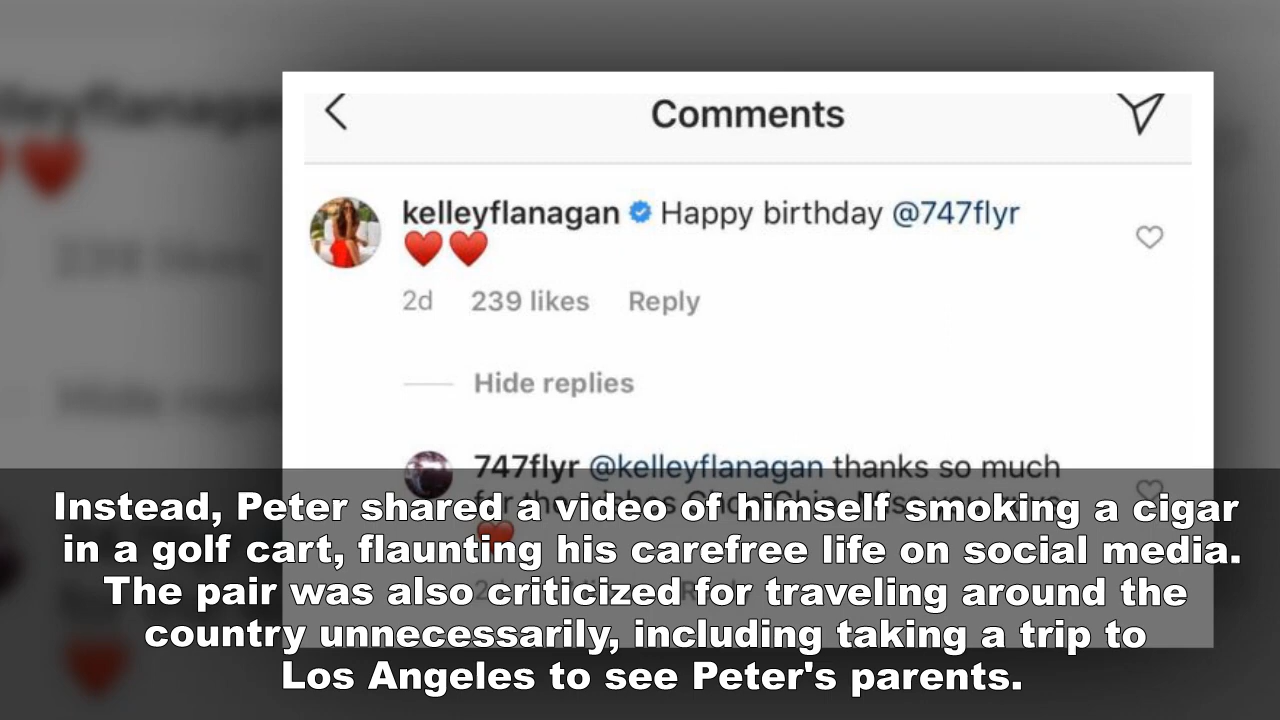 Comments
kelleyflanagan Happy birthday @747flyr
2d 239 likes Reply
Hide replies
747flyr @kelleyflanagan thanks so much
Instead, Peter shared a video of himself smoking a cigar
in a golf cart, flaunting his carefree life on social media.
The pair was also criticized for traveling around the
country unnecessarily, including taking a trip to
Los Angeles to see Peter's parents.